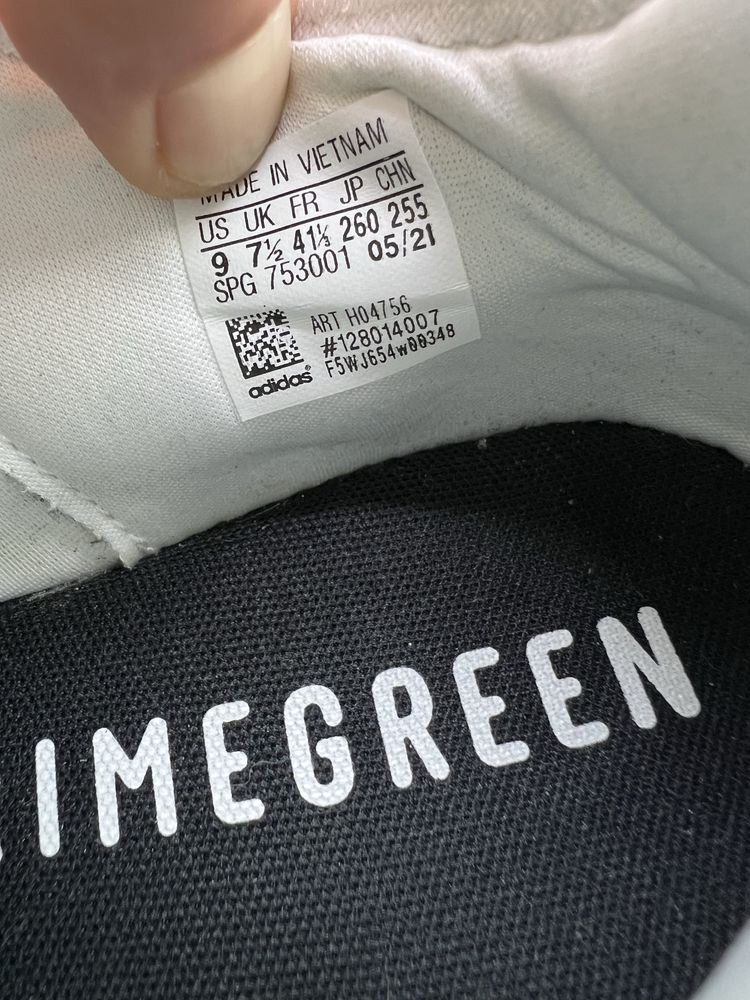 MADE IN VIETNAM
US UK FR JP CHN
9 7½ 41⅓ 260 255
SPG 753001 05/21
ART H04756
#128014007
F5WJ654W00348
adidas
IMEGREEN